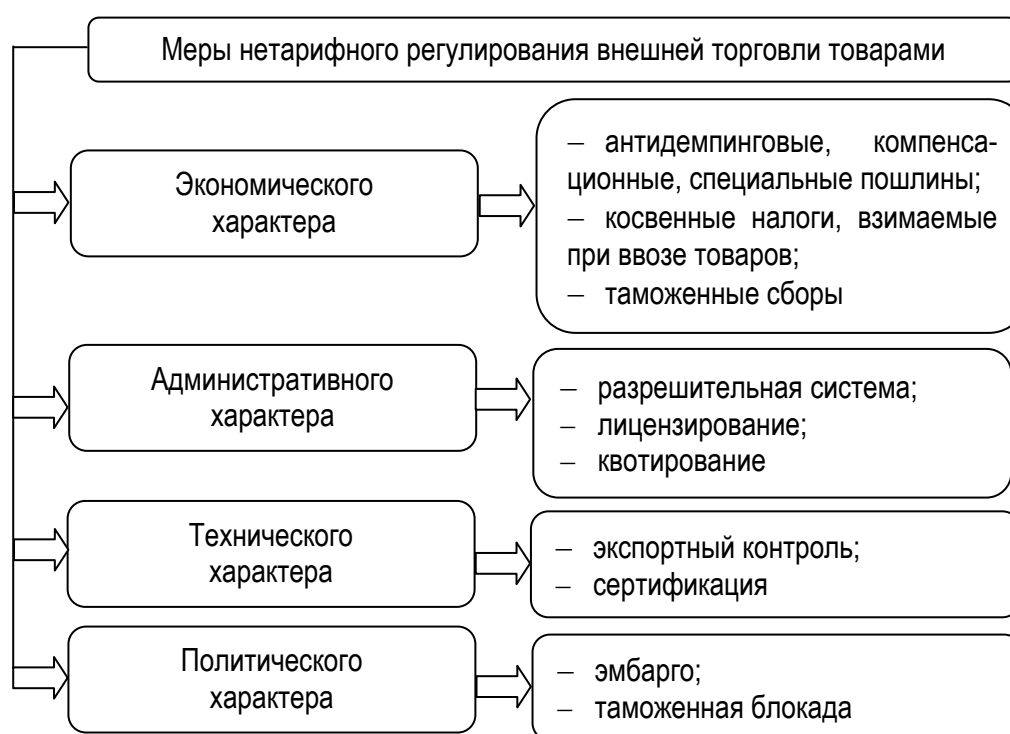 Меры нетарифного регулирования внешней торговли товарами
Экономического
характера
– антидемпинговые, компенса-
ционные, специальные пошлины;
– косвенные налоги, взимаемые
при ввозе товаров;
– таможенные сборы
Административного
характера
– разрешительная система;
– лицензирование;
– квотирование
Технического
характера
– экспортный контроль;
– сертификация
Политического
характера
– эмбарго;
– таможенная блокада